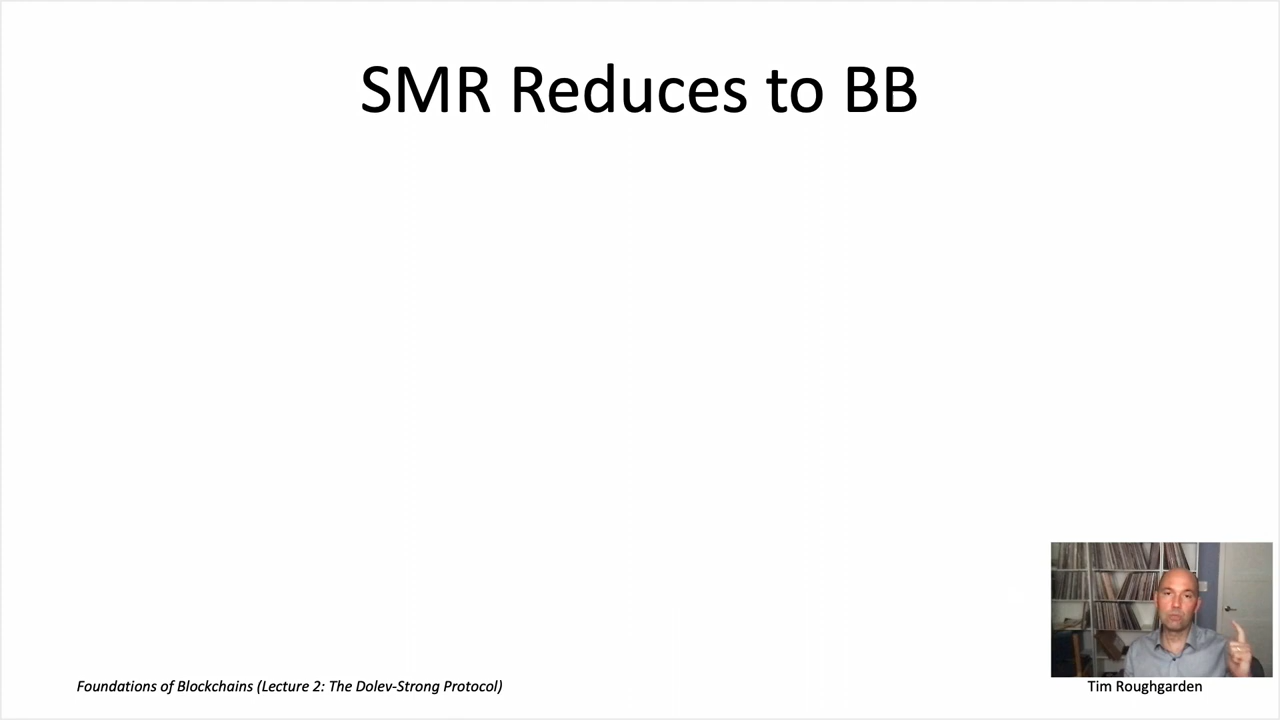 SMR Reduces to BB
Foundations of Blockchains (Lecture 2: The Dolev-Strong Protocol)
Tim Roughgarden